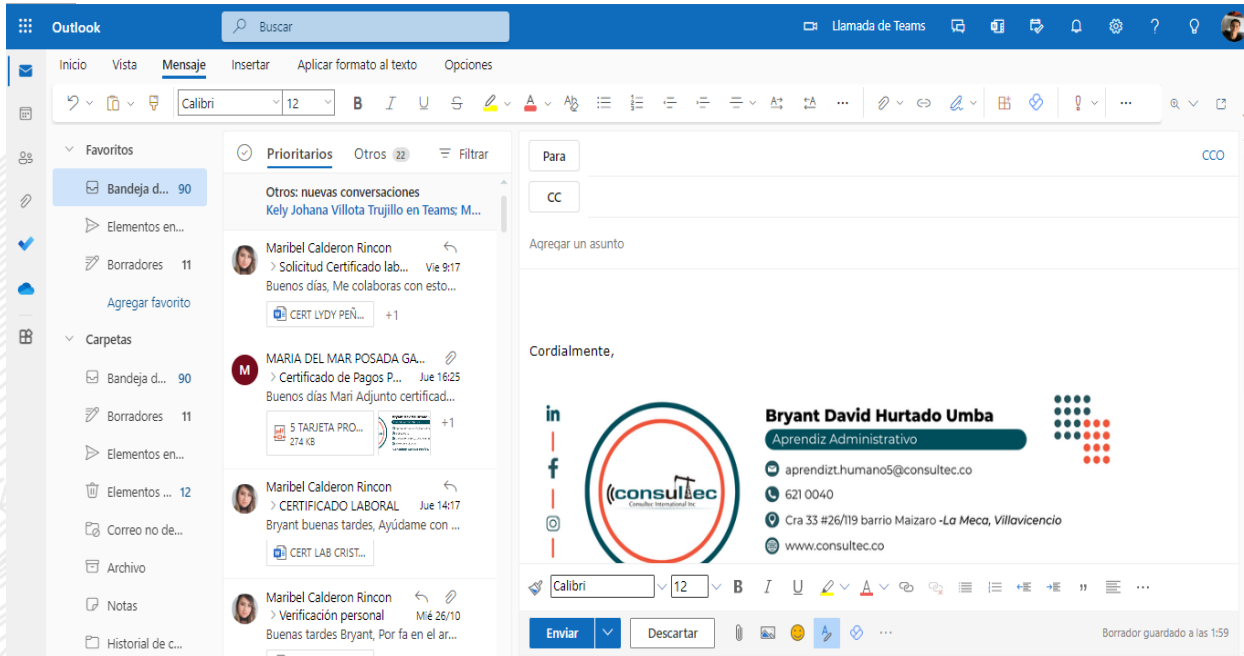 Outlook
Buscar
Llamada de Teams
Inicio Vista Mensaje Insertar Aplicar formato al texto Opciones
Calibri 12
Favoritos
Bandeja d... 90
Elementos en...
Borradores 11
Agregar favorito
Carpetas
Bandeja d... 90
Borradores 11
Elementos en...
Elementos ... 12
Correo no de...
Archivo
Notas
Historial de c...
Prioritarios Otros 22 Filtrar
Otros: nuevas conversaciones
Kely Johana Villota Trujillo en Teams; M...
Maribel Calderon Rincon
> Solicitud Certificado lab... Vie 9:17
Buenos días, Me colaboras con esto...
CERT LYDY PEÑ... +1
M
MARIA DEL MAR POSADA GA...
> Certificado de Pagos P... Jue 16:25
Buenos días Mari Adjunto certificad...
5 TARJETA PRO... +1
274 KB
Maribel Calderon Rincon
> CERTIFICADO LABORAL Jue 14:17
Bryant buenas tardes, Ayúdame con ...
CERT LAB CRIST...
Maribel Calderon Rincon
> Verificación personal Mié 26/10
Buenas tardes Bryant, Por fa en el ar...
Para
CCO
CC
Agregar un asunto
Cordialmente,
in
f
((consultec
Consultec International Inc
Bryant David Hurtado Umba
Aprendiz Administrativo
aprendizt.humano5@consultec.co
621 0040
Cra 33 #26/119 barrio Maizaro -La Meca, Villavicencio
www.consultec.co
Calibri 12
Enviar
Descartar
Borrador guardado a las 1:59